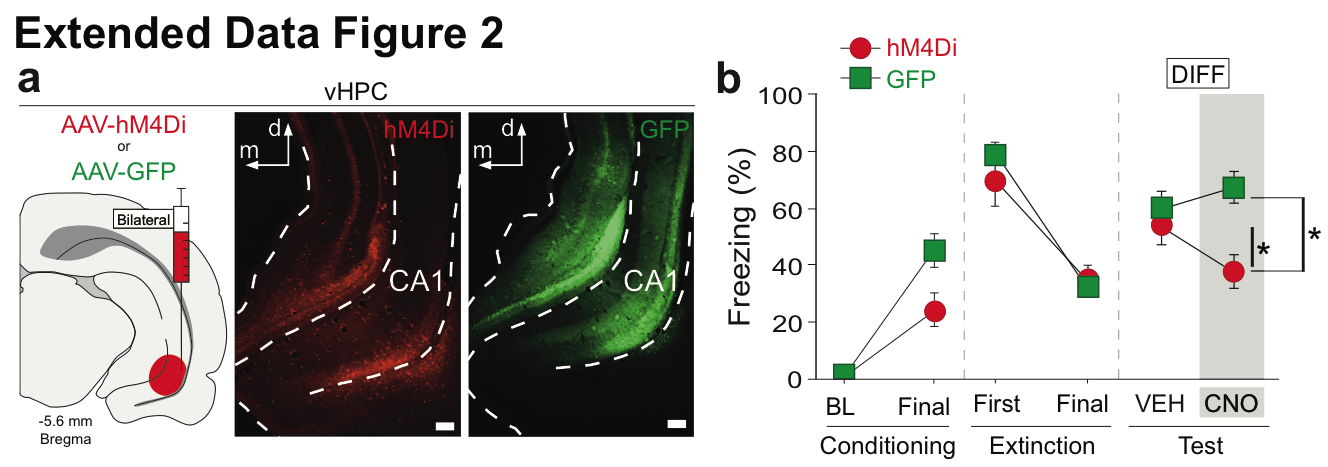 Extended Data Figure 2
a
vHPC
AAV-hM4Di
or
AAV-GFP
Bilateral
-5.6 mm
Bregma
d
m
hM4Di
CA1
d
m
GFP
CA1
b
hM4Di
GFP
DIFF
Freezing (%)
100
80
60
40
20
0
*
*
BL
Final
First
Final
VEH
CNO
Conditioning
Extinction
Test